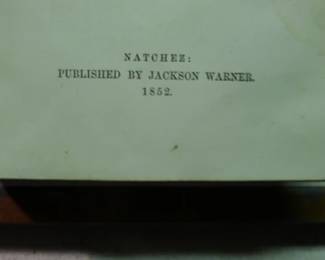 NATCHEZ:
PUBLISHED BY JACKSON WARNER.
1852.